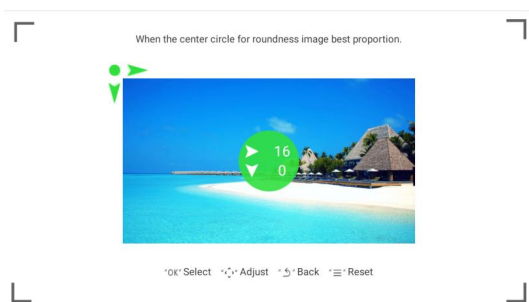 When the center circle for roundness image best proportion.
16
0
"OK" Select "✥" Adjust "↶" Back "☰" Reset